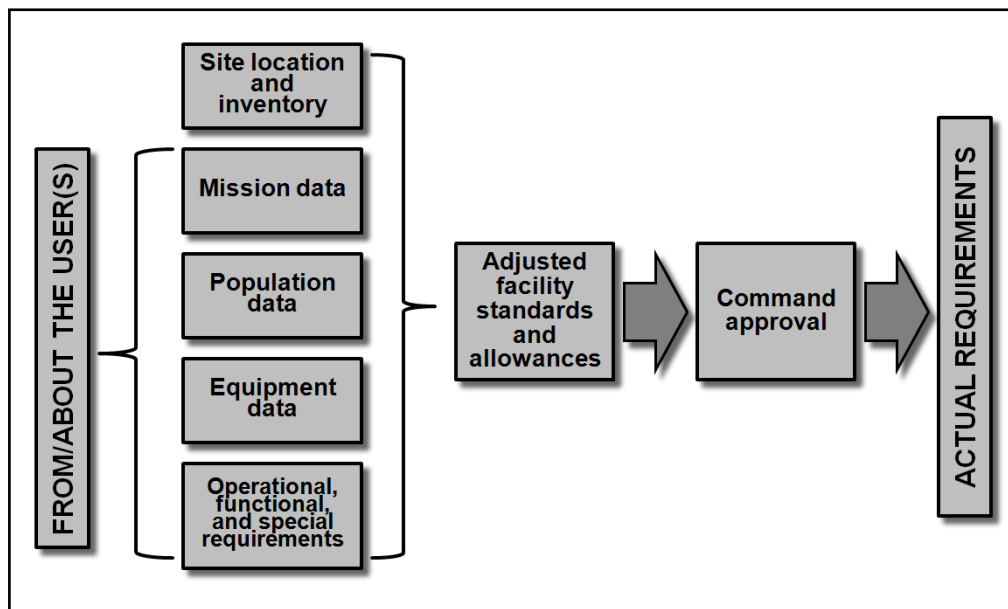 FROM/ABOUT THE USER(S)
Site location
and
inventory
Mission data
Population
data
Equipment
data
Operational,
functional,
and special
requirements
Adjusted
facility
standards
and
allowances
Command
approval
ACTUAL REQUIREMENTS